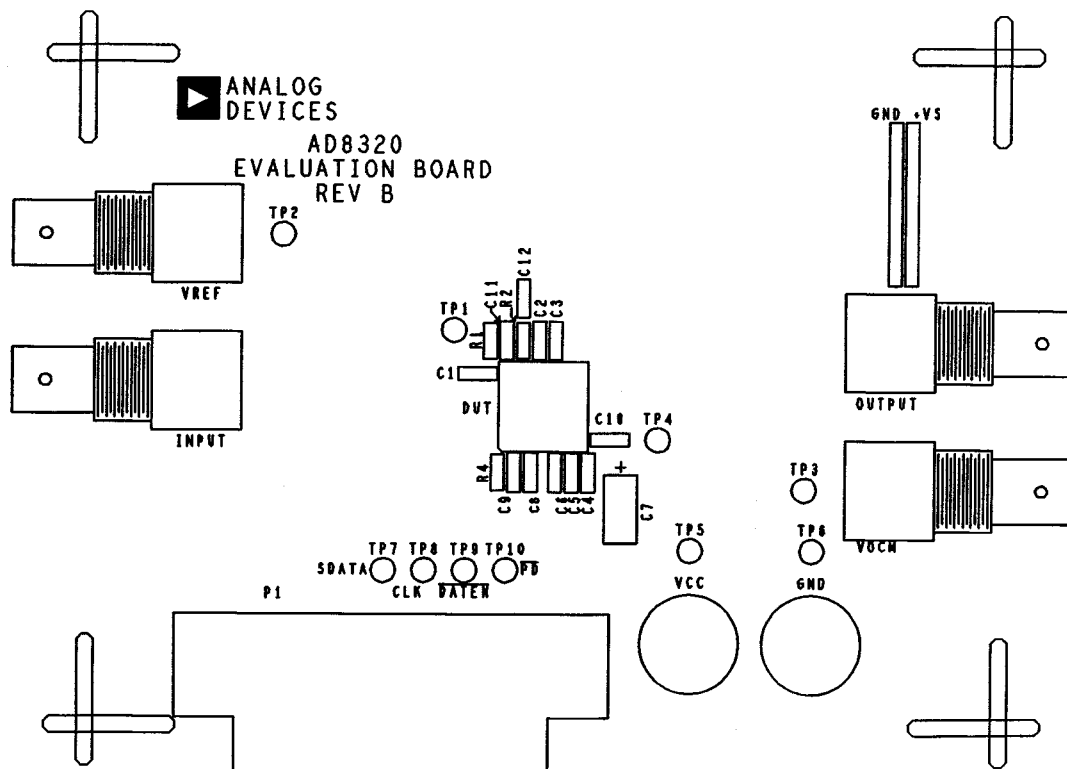 ANALOG
DEVICES
AD8320
EVALUATION BOARD
REV B
GND +VS
TP2
VREF
C12
C11
R2
C2
C3
TP1
R1
C1
DUT
INPUT
OUTPUT
C10
TP4
R4
C9
C8
C6
C5
C4
+
C7
TP3
VOCM
TP5
TP6
TP7 TP8 TP9 TP10
SDATA
PD
CLK
DATEN
VCC
GND
P1